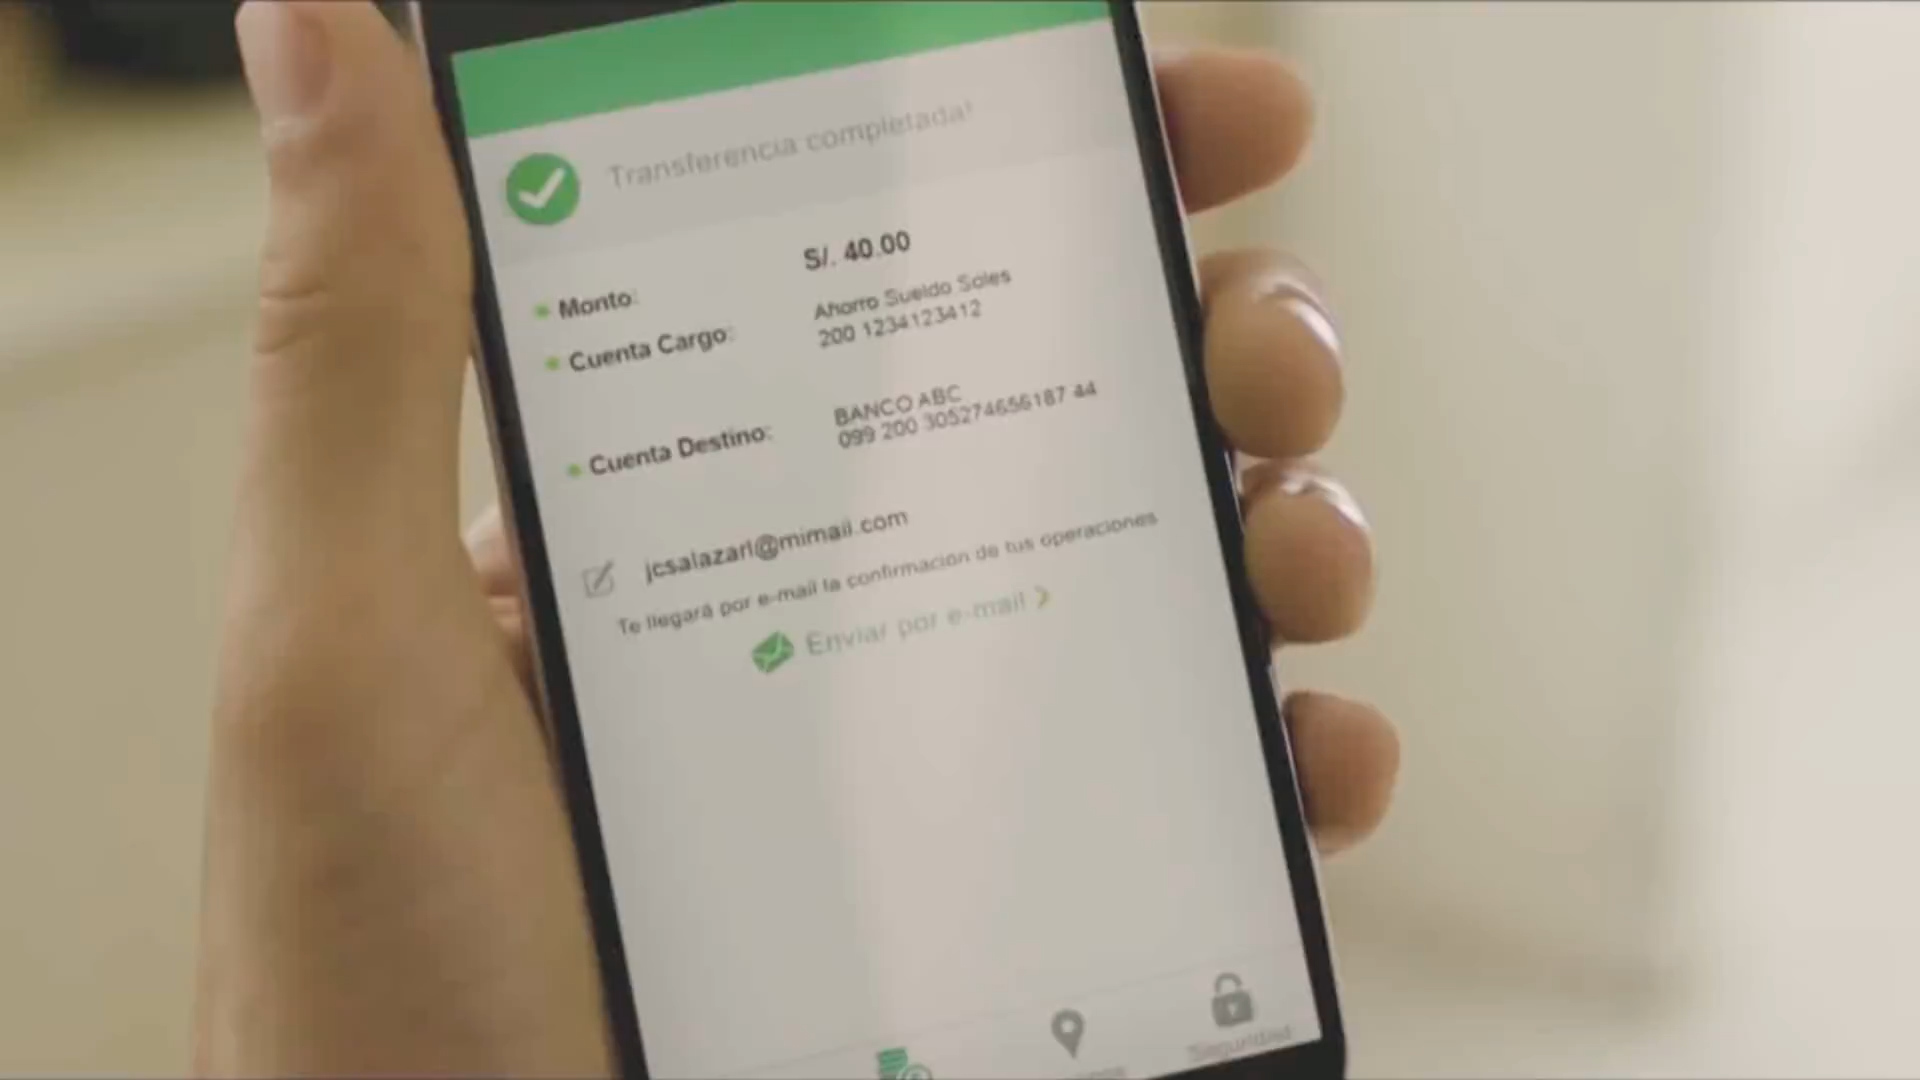 Transferencia completada!
Monto: S/. 40.00
Cuenta Cargo: Ahorro Sueldo Soles
200 1234123412
Cuenta Destino: BANCO ABC
099 200 305274656187 44
jcsalazarl@mimail.com
Te llegará por e-mail la confirmación de tus operaciones
Enviar por e-mail
Seguridad